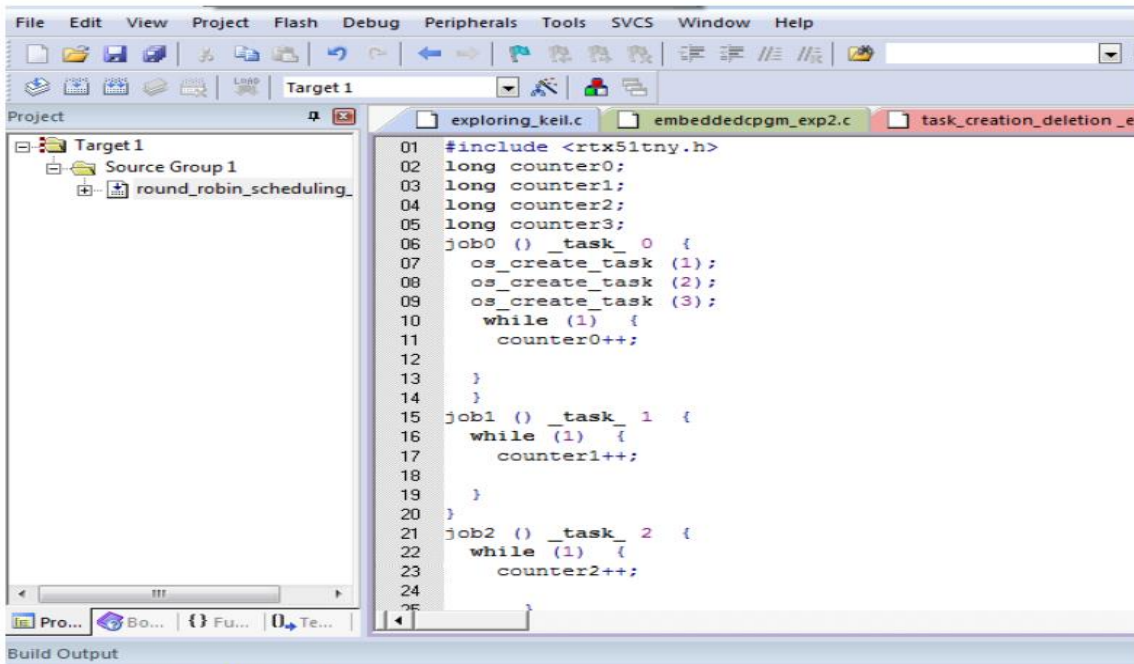 File Edit View Project Flash Debug Peripherals Tools SVCS Window Help
LOAD Target 1
Project
exploring_keil.c embeddedcpgm_exp2.c task_creation_deletion _e
Target 1
Source Group 1
round_robin_scheduling_
01 #include <rtx51tny.h>
02 long counter0;
03 long counter1;
04 long counter2;
05 long counter3;
06 job0 () _task_ 0 {
07 os_create_task (1);
08 os_create_task (2);
09 os_create_task (3);
10 while (1) {
11 counter0++;
12
13 }
14 }
15 job1 () _task_ 1 {
16 while (1) {
17 counter1++;
18
19 }
20 }
21 job2 () _task_ 2 {
22 while (1) {
23 counter2++;
24
25 }
Pro... Bo... {} Fu... 0 Te...
Build Output